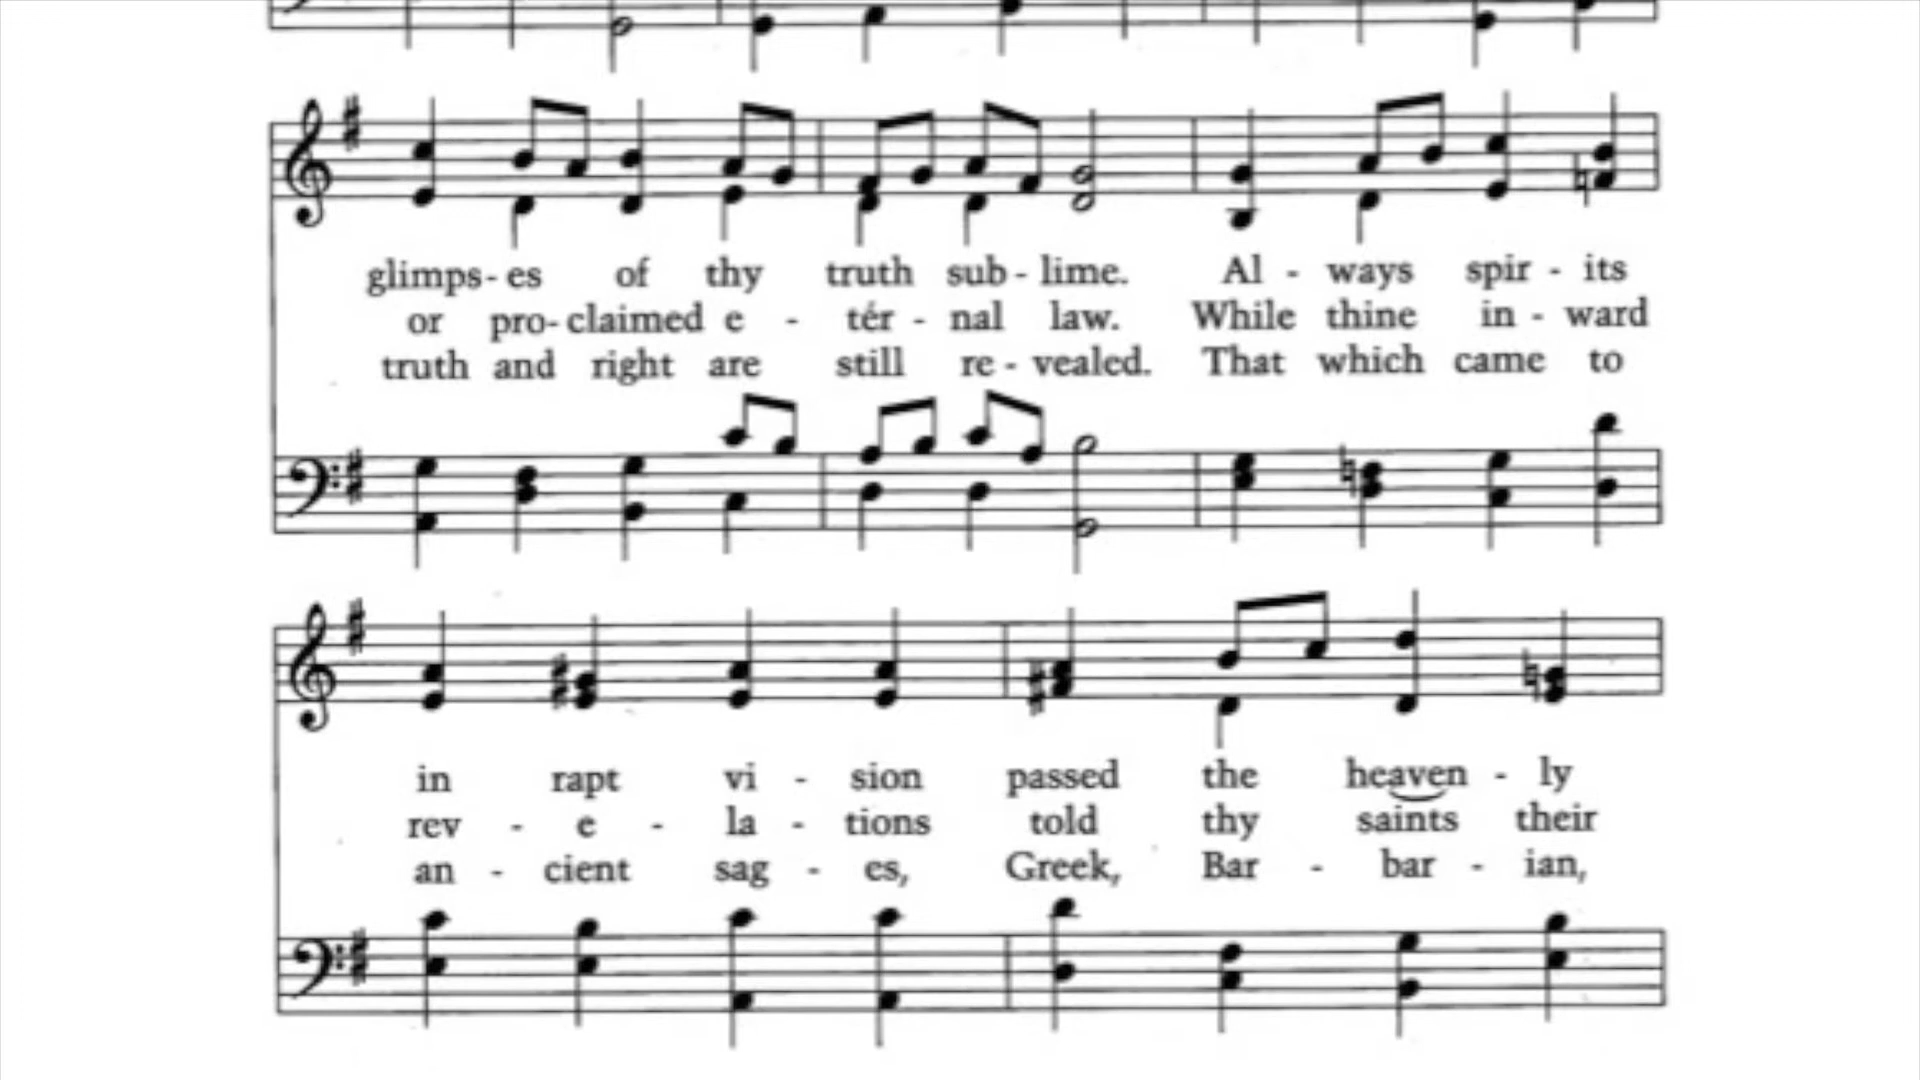 glimps - es of thy truth sub - lime. Al - ways spir - its
or pro - claimed e - tér - nal law. While thine in - ward
truth and right are still re - vealed. That which came to
in rapt vi - sion passed the heaven - ly
rev - e - la - tions told thy saints their
an - cient sag - es, Greek, Bar - bar - ian,